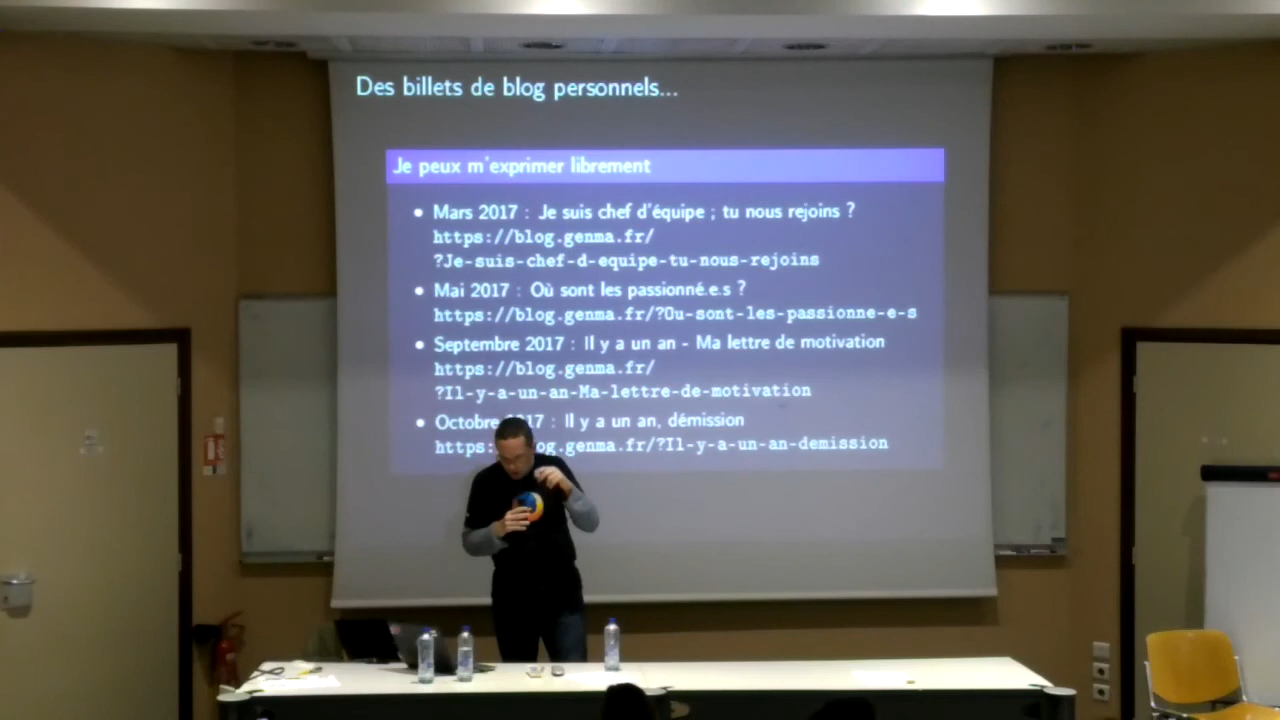 Des billets de blog personnels...
Je peux m'exprimer librement
• Mars 2017 : Je suis chef d'équipe ; tu nous rejoins ?
https://blog.genma.fr/
?Je-suis-chef-d-equipe-tu-nous-rejoins
• Mai 2017 : Où sont les passionné.e.s ?
https://blog.genma.fr/?Ou-sont-les-passionne-e-s
• Septembre 2017 : Il y a un an - Ma lettre de motivation
https://blog.genma.fr/
?Il-y-a-un-an-Ma-lettre-de-motivation
• Octobre 17 : Il y a un an, démission
https: og.genma.fr/?Il-y-a-un-an-demission